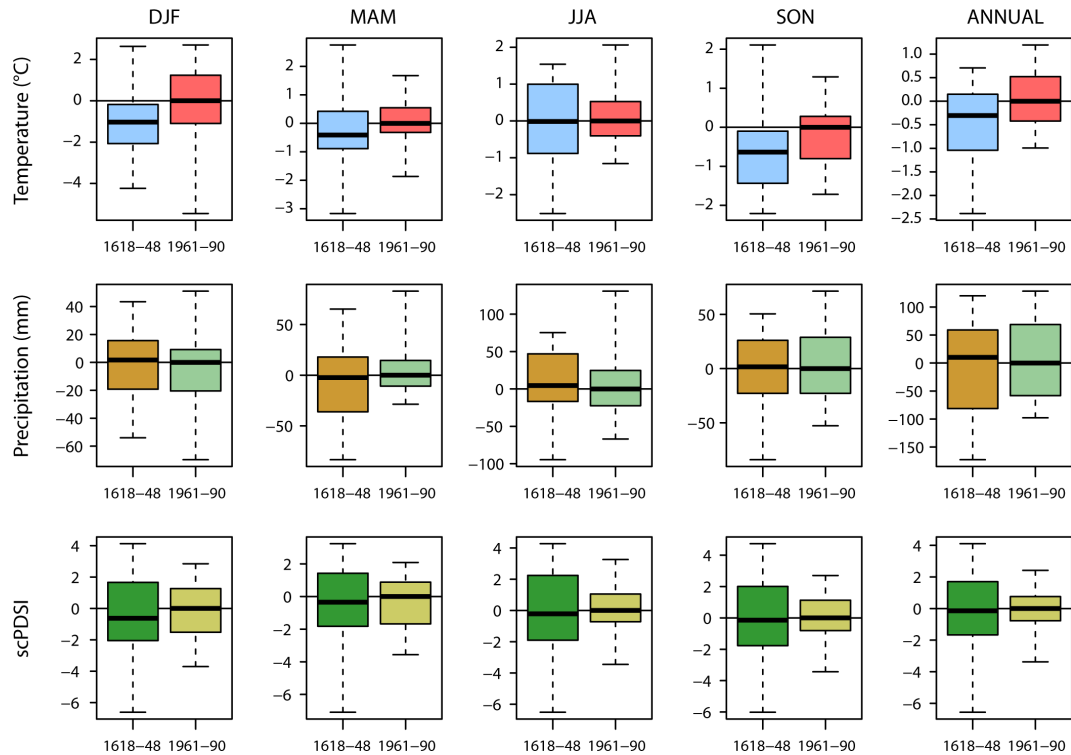 DJF MAM JJA SON ANNUAL
Temperature (°C)
2 0 −2 −4
3 2 1 0 −1 −2 −3
2 1 0 −1 2
2 1 0 −1 −2
1.0 0.5 0.0 −0.5 −1.0 −1.5 −2.0 −2.5
1618−48 1961−90 1618−48 1961−90 1618−48 1961−90 1618−48 1961−90 1618−48 1961−90
Precipitation (mm)
40 20 0 −20 −40 −60
50 0 −50
100 50 0 −50 −100
50 0 −50
100 50 0 −50 −100 −150
1618−48 1961−90 1618−48 1961−90 1618−48 1961−90 1618−48 1961−90 1618−48 1961−90
scPDSI
4 2 0 −2 −4 −6
2 0 −2 −4 −6
4 2 0 −2 −4 −6
4 2 0 −2 −4 −6
4 2 0 −2 −4 −6
1618−48 1961−90 1618−48 1961−90 1618−48 1961−90 1618−48 1961−90 1618−48 1961−90